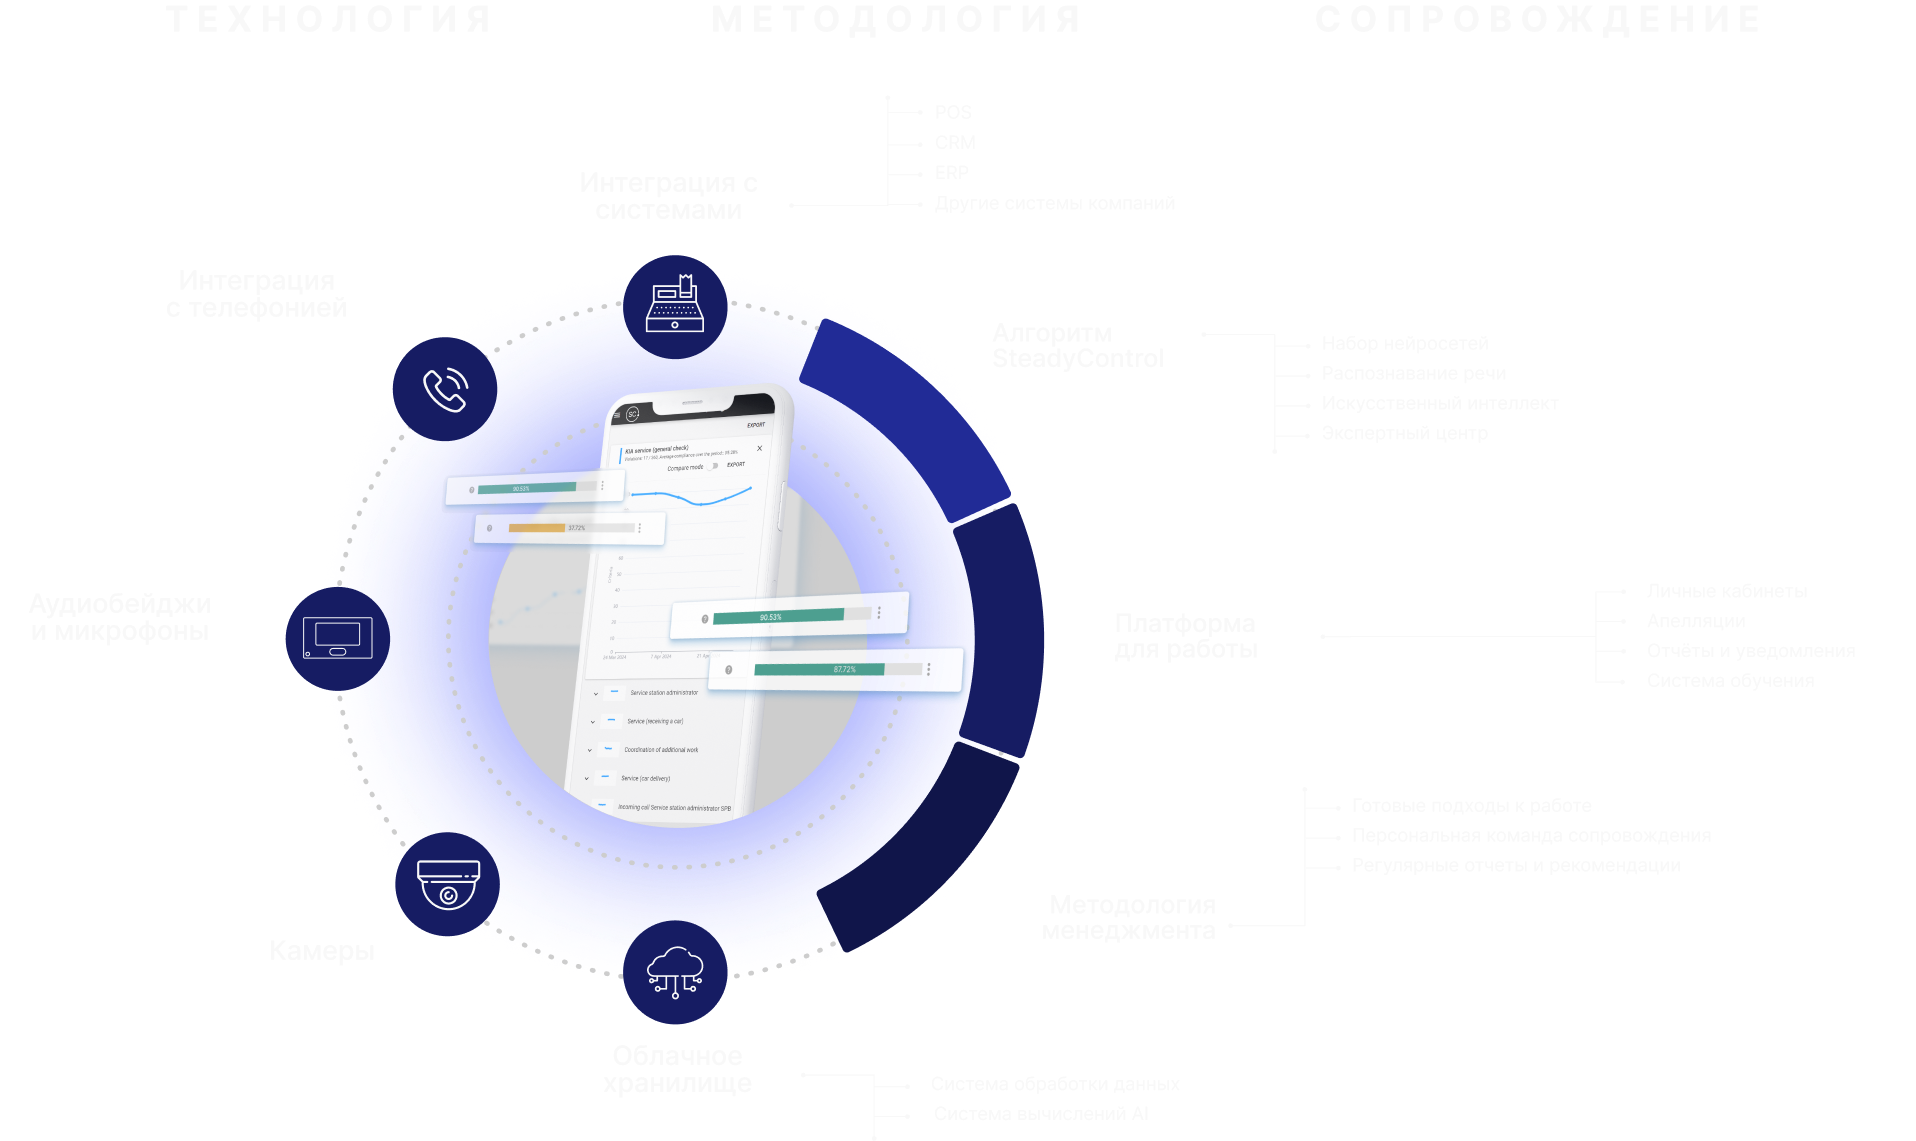 ТЕХНОЛОГИЯ
МЕТОДОЛОГИЯ
СОПРОВОЖДЕНИЕ
POS
CRM
ERP
Другие системы компаний
Интеграция с
системами
Интеграция
с телефонией
Алгоритм
SteadyControl
Набор нейросетей
Распознавание речи
Искусственный интеллект
Экспертный центр
SC
EXPORT
KIA service (general check)
Compare mode
EXPORT
90.53%
37.72%
90.53%
87.72%
Service station administrator
Service (receiving a car)
Coordination of additional work
Service (car delivery)
Incoming call Service station administrator SPB
Аудиобейджи
и микрофоны
Платформа
для работы
Личные кабинеты
Апелляции
Отчёты и уведомления
Система обучения
Готовые подходы к работе
Персональная команда сопровождения
Регулярные отчеты и рекомендации
Методология
менеджмента
Камеры
Облачное
хранилище
Система обработки данных
Система вычислений AI